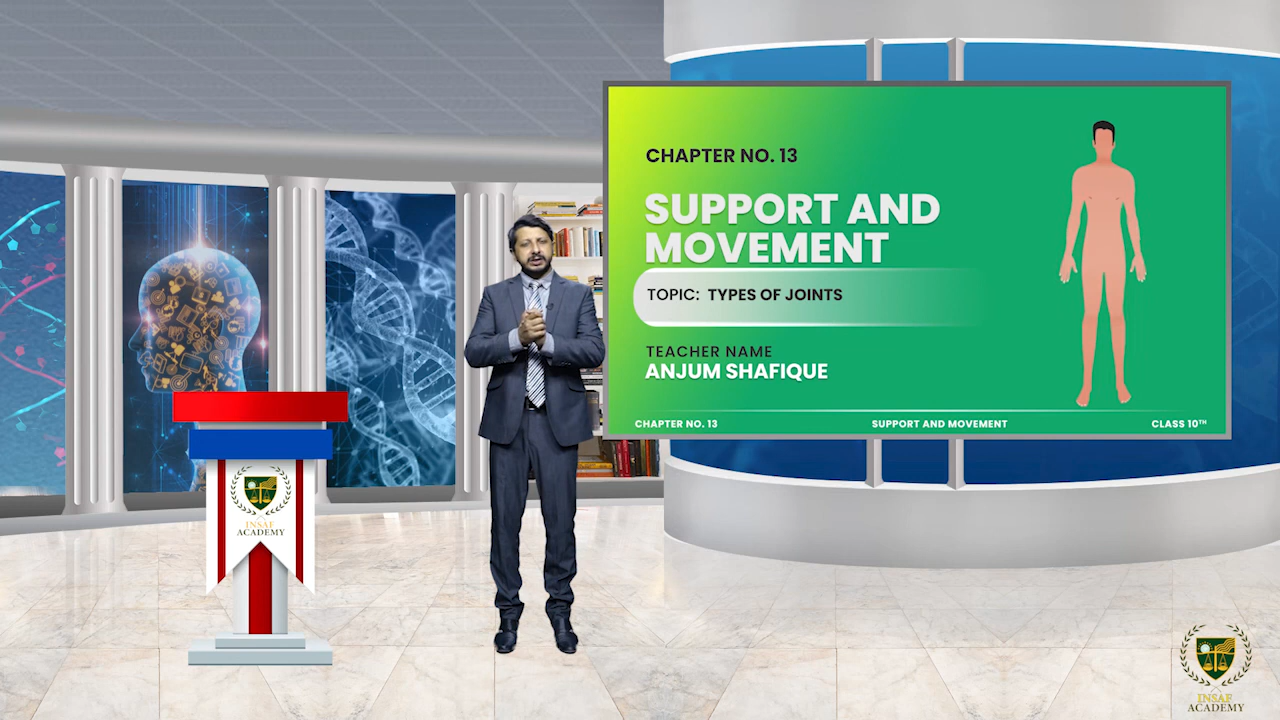 CHAPTER NO. 13
SUPPORT AND
MOVEMENT
TOPIC: TYPES OF JOINTS
TEACHER NAME
ANJUM SHAFIQUE
CHAPTER NO. 13
SUPPORT AND MOVEMENT
CLASS 10TH
INSAF
ACADEMY
INSAF
ACADEMY